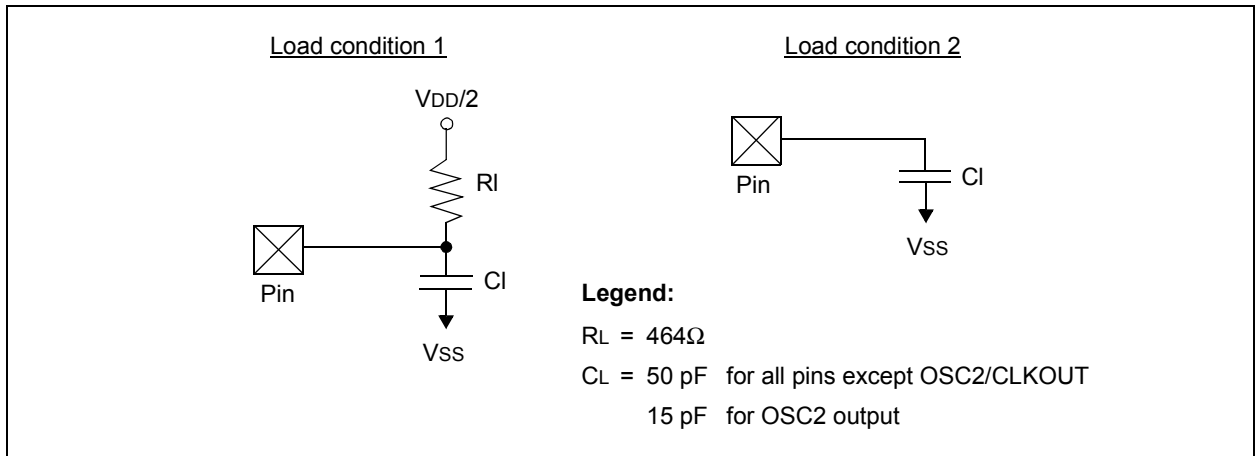 Load condition 1
VDD/2
Rl
Pin
Cl
VSS
Load condition 2
Pin
Cl
VSS
Legend:
RL = 464Ω
CL = 50 pF for all pins except OSC2/CLKOUT
15 pF for OSC2 output